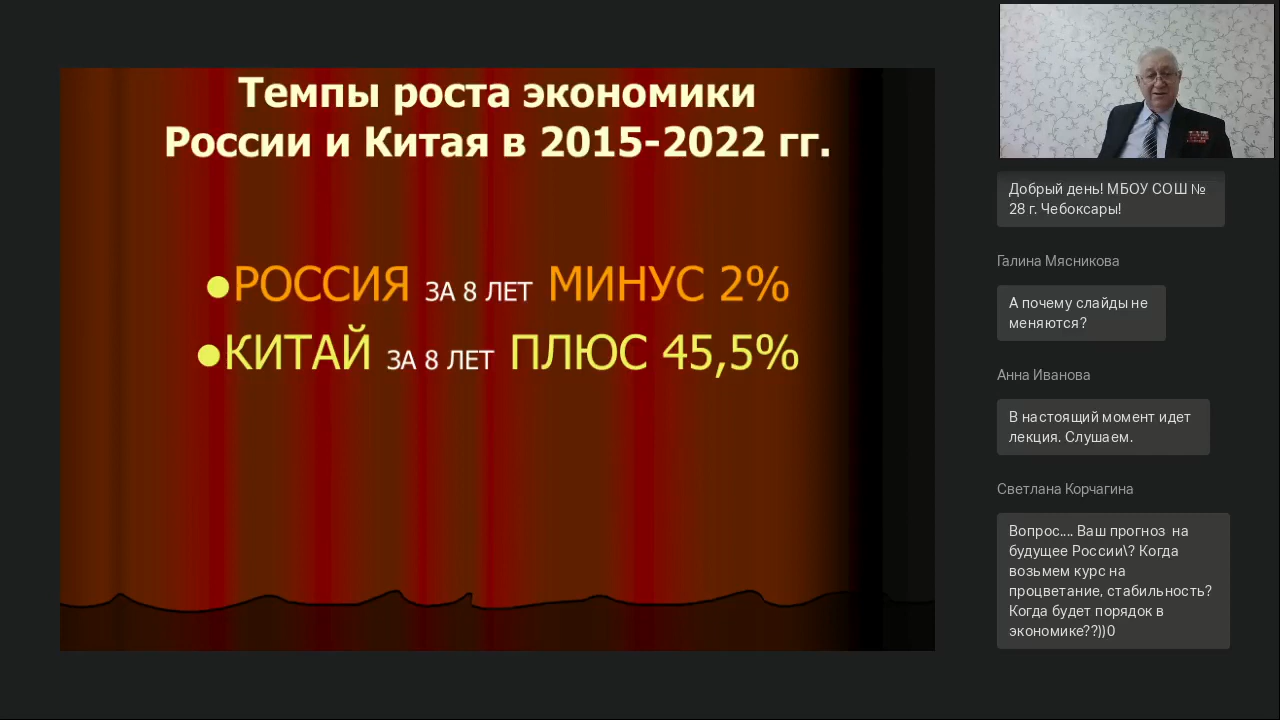 Темпы роста экономики
России и Китая в 2015-2022 гг.
●РОССИЯ ЗА 8 ЛЕТ МИНУС 2%
●КИТАЙ ЗА 8 ЛЕТ ПЛЮС 45,5%
Добрый день! МБОУ СОШ №
28 г. Чебоксары!
Галина Мясникова
А почему слайды не
меняются?
Анна Иванова
В настоящий момент идет
лекция. Слушаем.
Светлана Корчагина
Вопрос.... Ваш прогноз на
будущее России\? Когда
возьмем курс на
процветание, стабильность?
Когда будет порядок в
экономике??))0